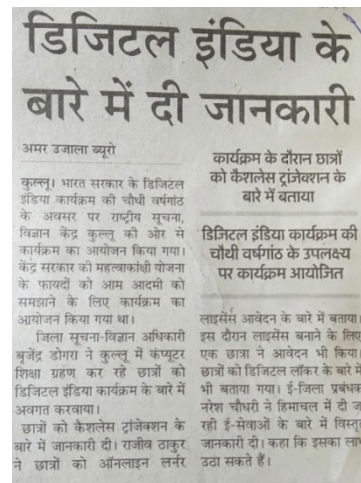 डिजिटल इंडिया के
बारे में दी जानकारी
अमर उजाला ब्यूरो
कुल्लू। भारत सरकार के डिजिटल
इंडिया कार्यक्रम की चौथी वर्षगांठ
के अवसर पर राष्ट्रीय सूचना,
विज्ञान केंद्र कुल्लू की ओर से
कार्यक्रम का आयोजन किया गया।
केंद्र सरकार की महत्वाकांक्षी योजना
के फायदों को आम आदमी को
समझाने के लिए कार्यक्रम का
आयोजन किया गया था।
जिला सूचना-विज्ञान अधिकारी
बृजेंद्र डोगरा ने कुल्लू में कंप्यूटर
शिक्षा ग्रहण कर रहे छात्रों को
डिजिटल इंडिया कार्यक्रम के बारे में
अवगत करवाया।
छात्रों को कैशलेस ट्रांजेक्शन के
बारे में जानकारी दी। राजीव ठाकुर
ने छात्रों को ऑनलाइन लर्नर
कार्यक्रम के दौरान छात्रों
को कैशलेस ट्रांजेक्शन के
बारे में बताया
डिजिटल इंडिया कार्यक्रम की
चौथी वर्षगांठ के उपलक्ष्य
पर कार्यक्रम आयोजित
लाइसेंस आवेदन के बारे में बताया।
इस दौरान लाइसेंस बनाने के लिए
एक छात्रा ने आवेदन भी किया।
छात्रों को डिजिटल लॉकर के बारे में
भी बताया गया। ई-जिला प्रबंधक
नरेश चौधरी ने हिमाचल में दी
रही ई-सेवाओं के बारे में
जानकारी दी। कहा कि इसका
उठा सकते हैं।